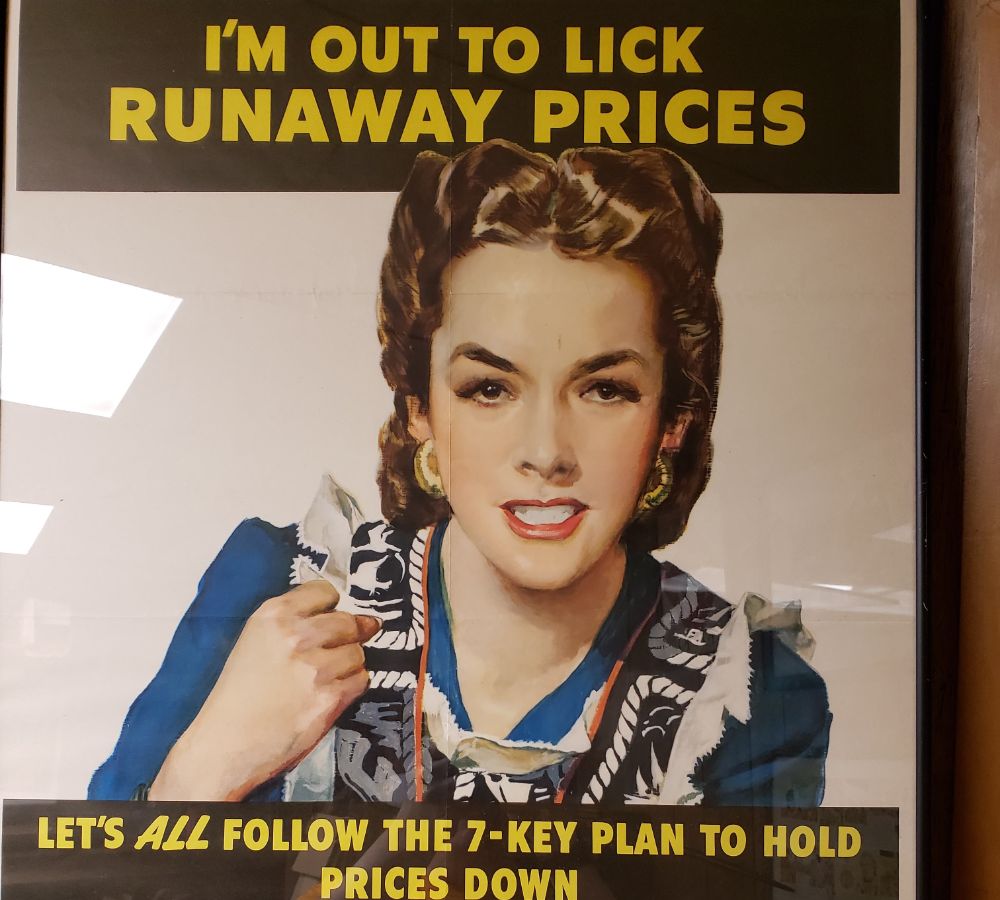 I'M OUT TO LICK
RUNAWAY PRICES
LET'S ALL FOLLOW THE 7-KEY PLAN TO HOLD
PRICES DOWN